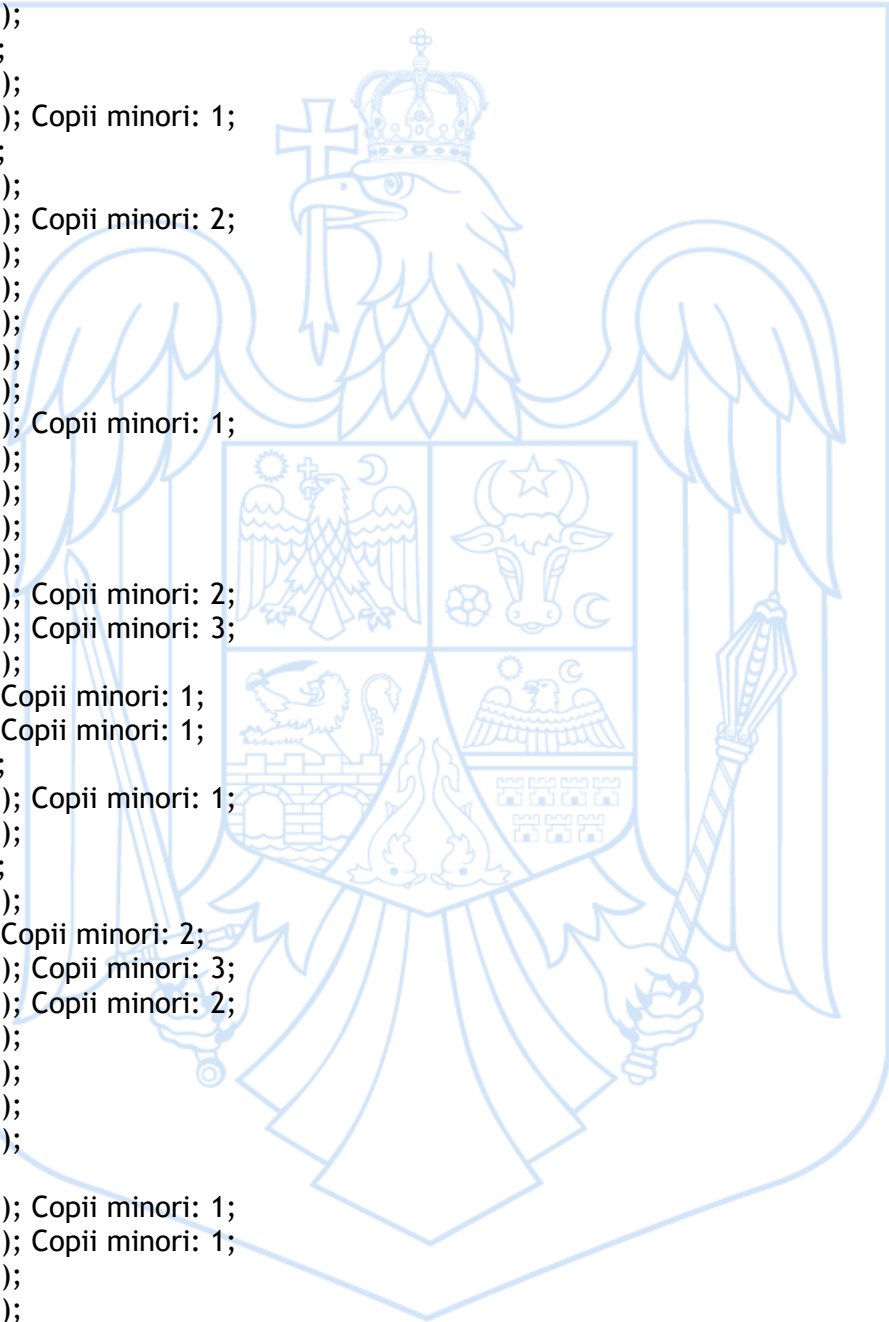 );
;
);
); Copii minori: 1;
;
);
); Copii minori: 2;
);
);
);
);
);
); Copii minori: 1;
);
);
);
);
); Copii minori: 2;
); Copii minori: 3;
);
Copii minori: 1;
Copii minori: 1;
;
); Copii minori: 1;
);
;
);
Copii minori: 2;
); Copii minori: 3;
); Copii minori: 2;
);
);
);
);
); Copii minori: 1;
); Copii minori: 1;
);
);